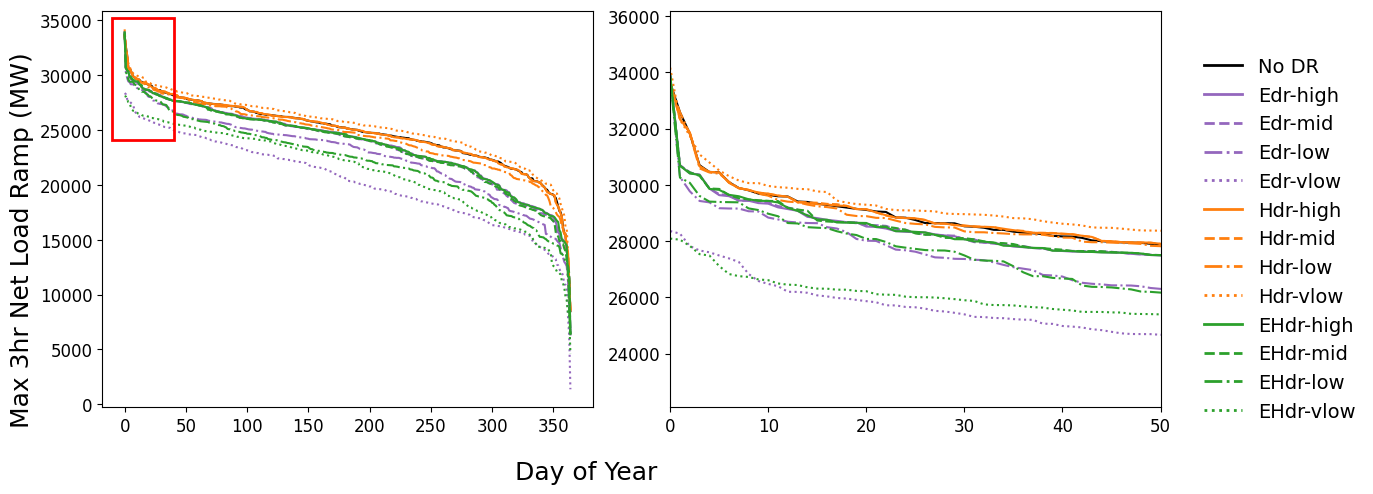 Max 3hr Net Load Ramp (MW)
35000
30000
25000
20000
15000
10000
5000
0
0 50 100 150 200 250 300 350
36000
34000
32000
30000
28000
26000
24000
0 10 20 30 40 50
Day of Year
No DR
Edr-high
Edr-mid
Edr-low
Edr-vlow
Hdr-high
Hdr-mid
Hdr-low
Hdr-vlow
EHdr-high
EHdr-mid
EHdr-low
EHdr-vlow